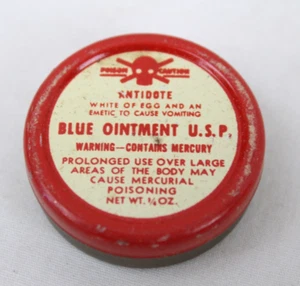 POISON CAUTION
ANTIDOTE
WHITE OF EGG AND AN
EMETIC TO CAUSE VOMITING
BLUE OINTMENT U.S.P.
WARNING—CONTAINS MERCURY
PROLONGED USE OVER LARGE
AREAS OF THE BODY MAY
CAUSE MERCURIAL
POISONING
NET WT. ¼ OZ.